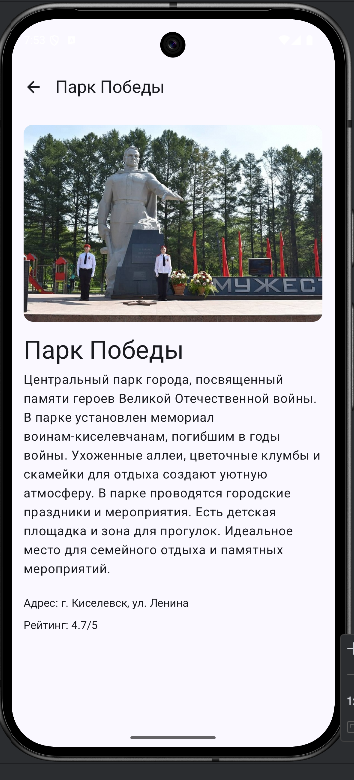 Парк Победы
МУЖЕСТ
Парк Победы
Центральный парк города, посвященный
памяти героев Великой Отечественной войны.
В парке установлен мемориал
воинам-киселевчанам, погибшим в годы
войны. Ухоженные аллеи, цветочные клумбы и
скамейки для отдыха создают уютную
атмосферу. В парке проводятся городские
праздники и мероприятия. Есть детская
площадка и зона для прогулок. Идеальное
место для семейного отдыха и памятных
мероприятий.
Адрес: г. Киселевск, ул. Ленина
Рейтинг: 4.7/5